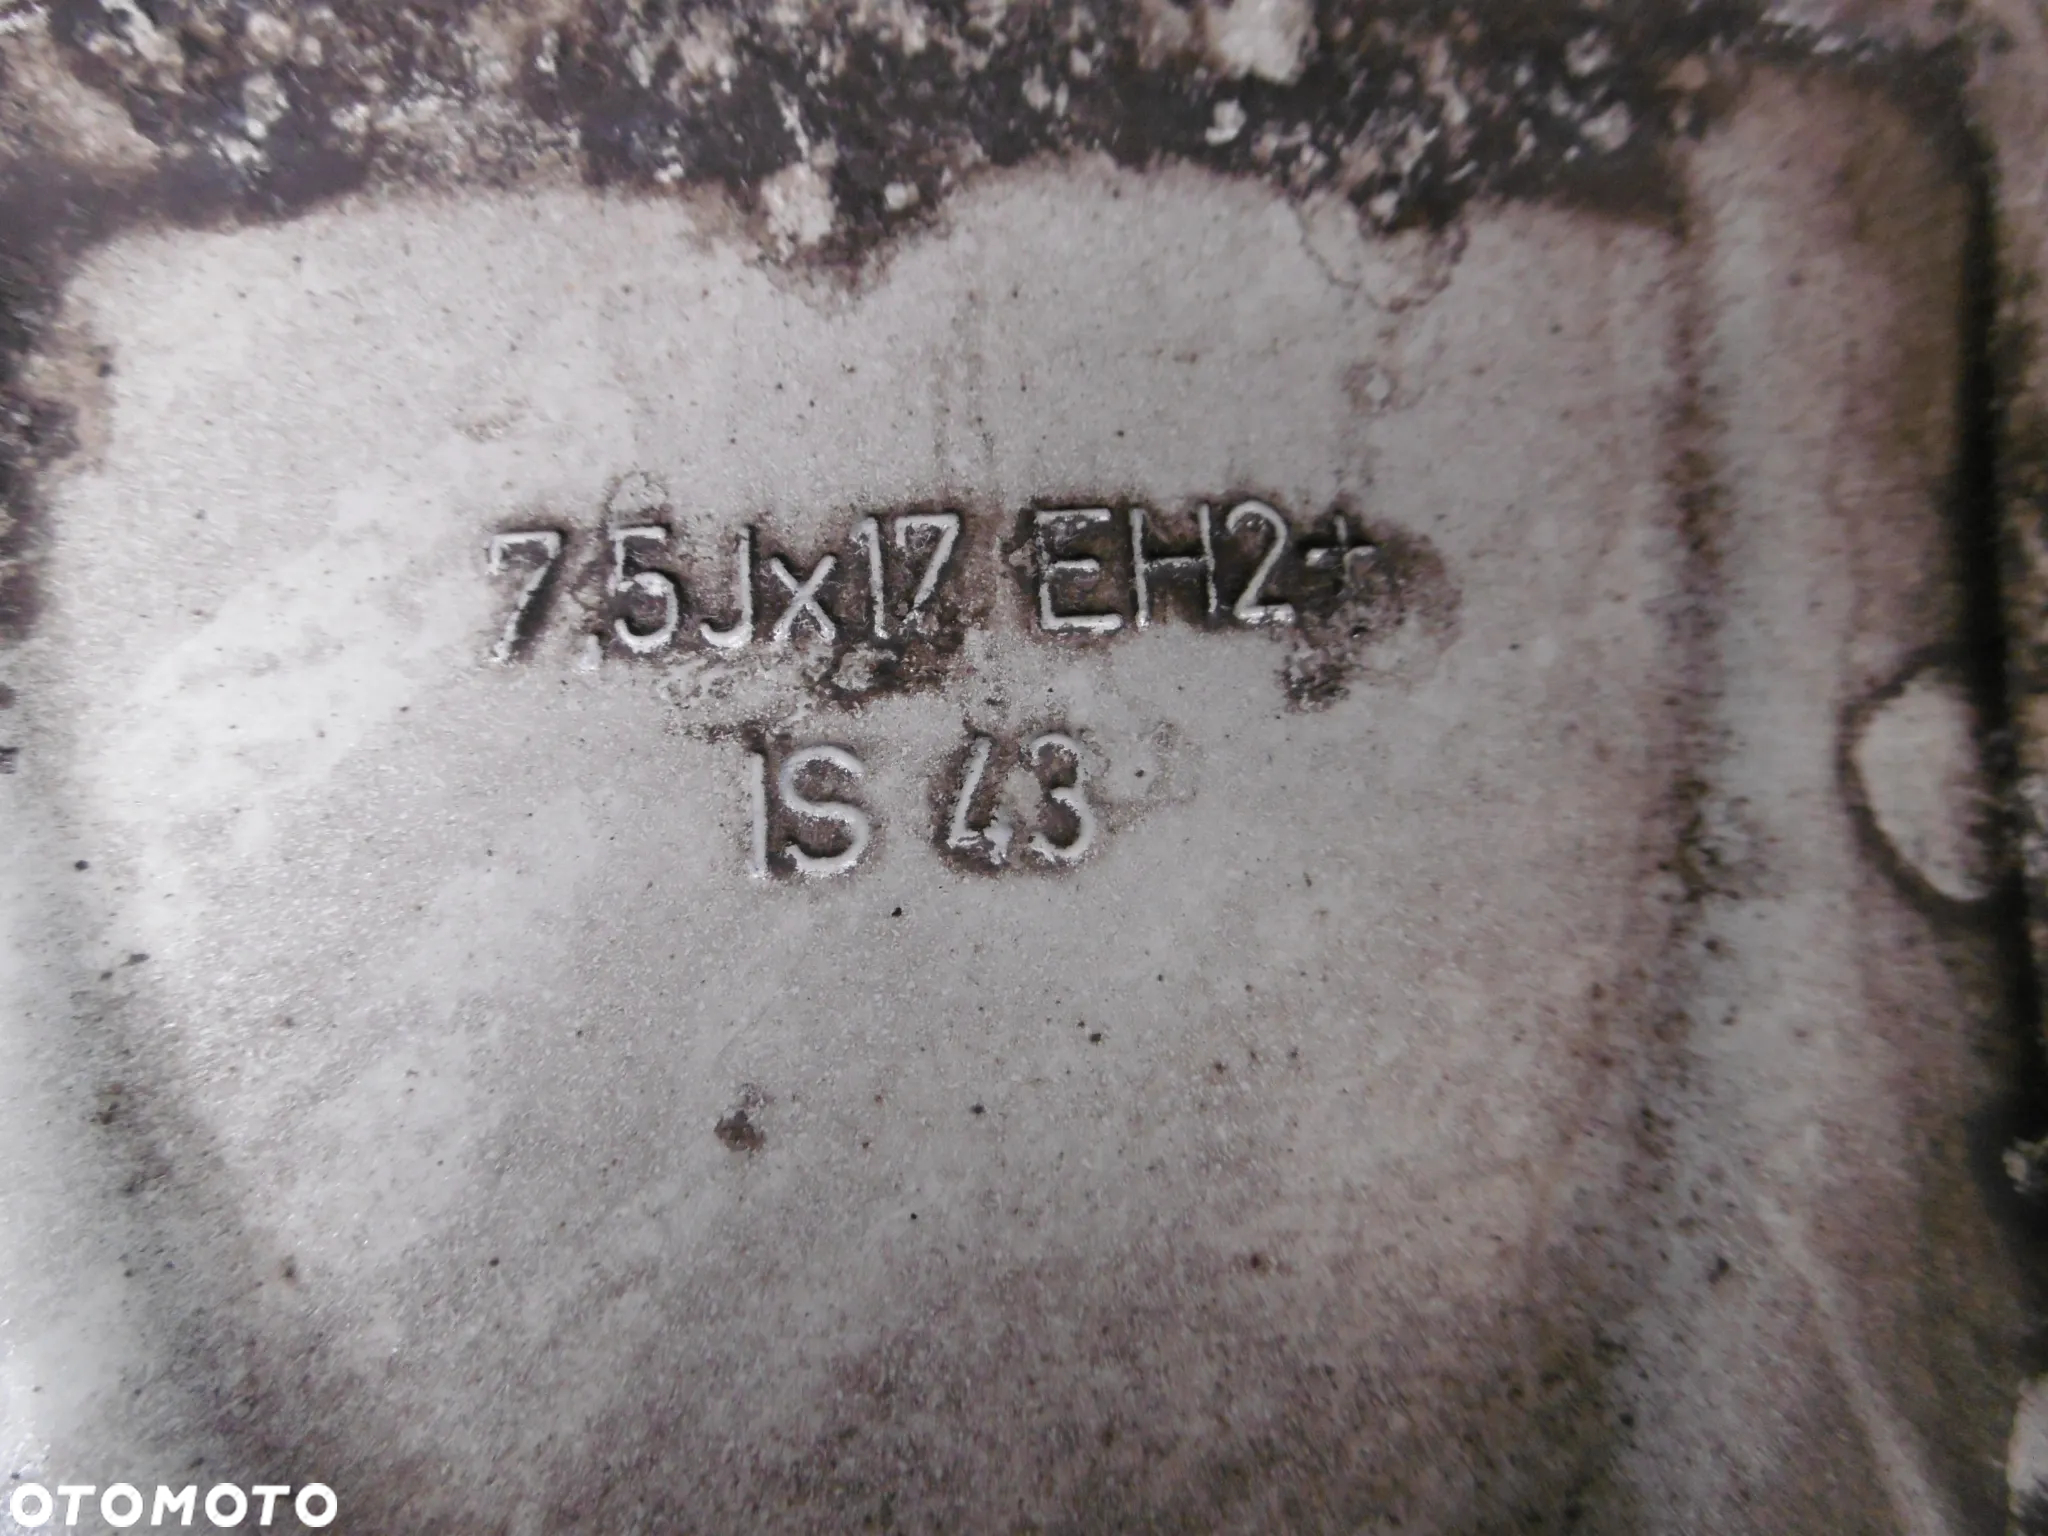 7,5Jx17 EH2+
IS 43
OTOMOTO